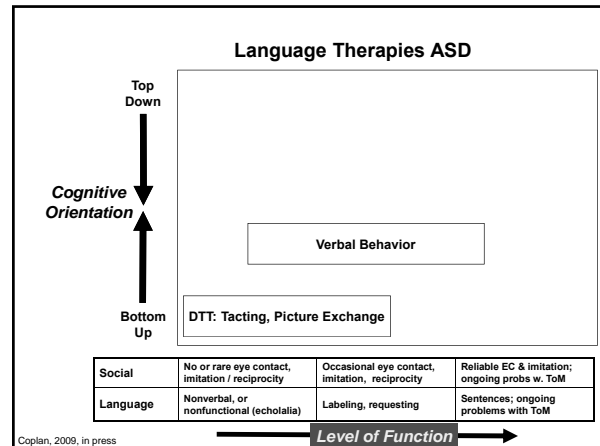 Language Therapies ASD
Top
Down
Cognitive
Orientation
Verbal Behavior
Bottom
Up
DTT: Tacting, Picture Exchange
Social
No or rare eye contact,
imitation / reciprocity
Occasional eye contact,
imitation, reciprocity
Reliable EC & imitation;
ongoing probs w. ToM
Language
Nonverbal, or
nonfunctional (echolalia)
Labeling, requesting
Sentences; ongoing
problems with ToM
Level of Function
Coplan, 2009, in press